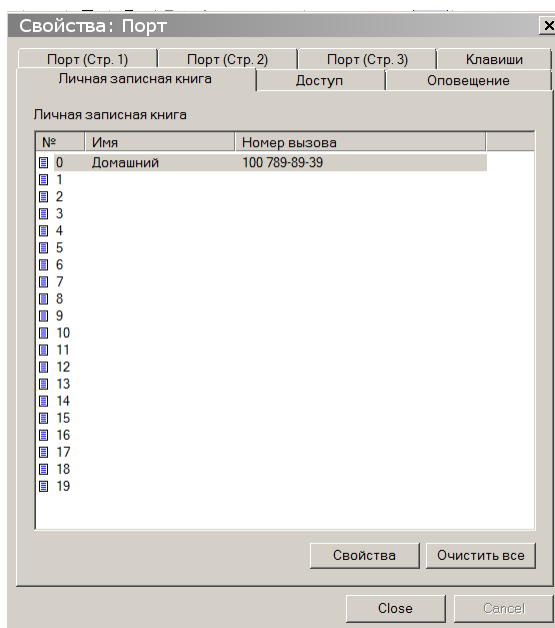 Свойства: Порт
Порт (Стр. 1) Порт (Стр. 2) Порт (Стр. 3) Клавиши
Личная записная книга Доступ Оповещение
Личная записная книга
№ Имя Номер вызова
0 Домашний 100 789-89-39
1
2
3
4
5
6
7
8
9
10
11
12
13
14
15
16
17
18
19
Свойства Очистить все
Close Cancel